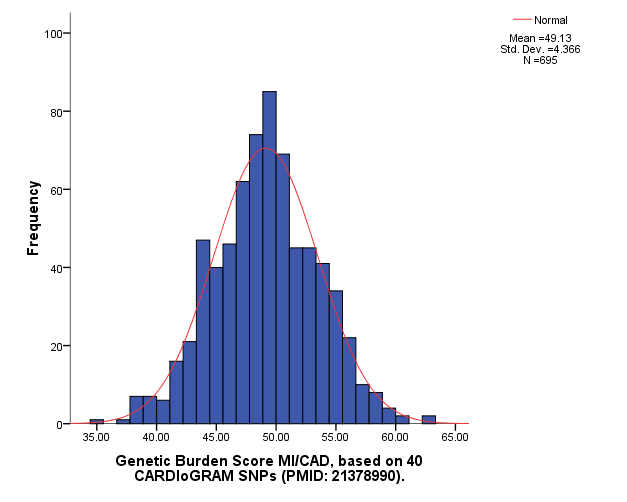 Normal
Mean =49.13
Std. Dev. =4.366
N =695
Frequency
100
80
60
40
20
0
35.00 40.00 45.00 50.00 55.00 60.00 65.00
Genetic Burden Score MI/CAD, based on 40
CARDIoGRAM SNPs (PMID: 21378990).